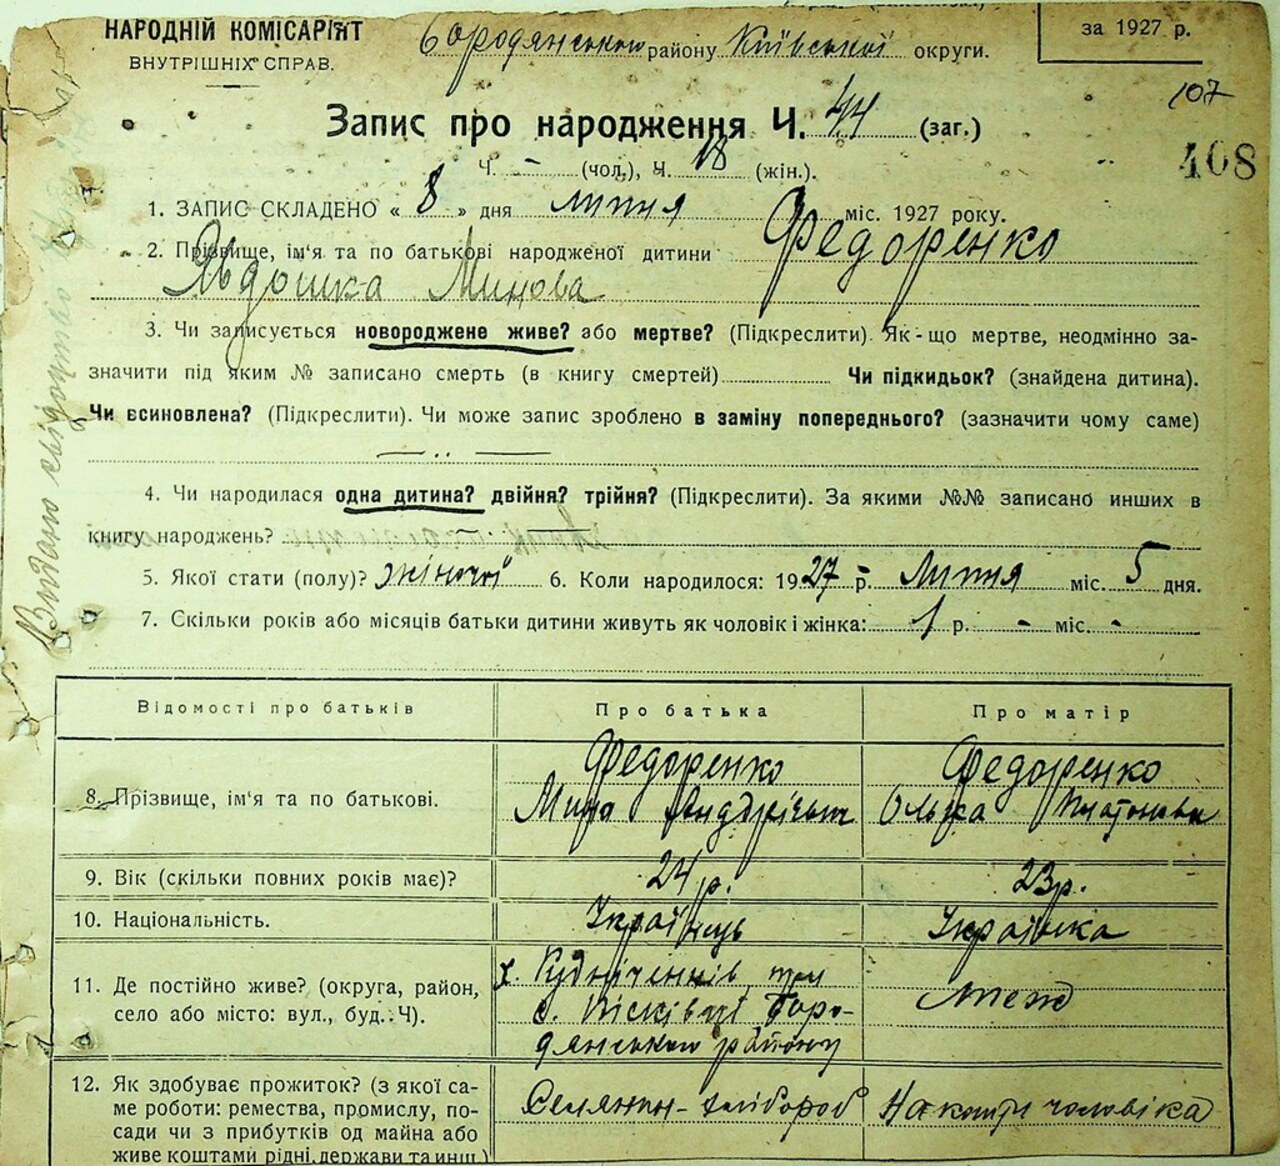 НАРОДНІЙ КОМІСАРІЯТ
ВНУТРІШНІХ СПРАВ.
Бородянського району Київської округи.
за 1927 р.
107
408
Запис про народження Ч. 44 (заг.)
Ч. - (чол.), Ч. 18 (жін.).
1. ЗАПИС СКЛАДЕНО « 8 » дня липня міс. 1927 року.
2. Прізвище, ім'я та по батькові народженої дитини Федоренко
Явдошка Минова
3. Чи записується новороджене живе? або мертве? (Підкреслити). Як-що мертве, неодмінно за-
значити під яким № записано смерть (в книгу смертей) Чи підкидьок? (знайдена дитина).
Чи всиновлена? (Підкреслити). Чи може запис зроблено в заміну попереднього? (зазначити чому саме)
4. Чи народилася одна дитина? двійня? трійня? (Підкреслити). За якими №№ записано инших в
книгу народжень?
5. Якої стати (полу)? жіночої 6. Коли народилося: 1927 р. Липня міс. 5 дня.
7. Скільки років або місяців батьки дитини живуть як чоловік і жінка: 1 р. - міс. -
Відомості про батьків Про батька Про матір
8. Прізвище, ім'я та по батькові.
Федоренко
Мина Андрієвич
Федоренко
Ольга Платоновна
9. Вік (скільки повних років має)? 24 р. 23 р.
10. Національність. Українець Українка
11. Де постійно живе? (округа, район,
село або місто: вул., буд. Ч).
х. при
с. Пісківці Боро-
дянського району
теж
12. Як здобуває прожиток? (з якої са-
ме роботи: ремества, промислу, по-
сади чи з прибутків од майна або
живе коштами рідні, держави та инш.)
Селянин-хлібороб
На кошти чоловіка
Видано